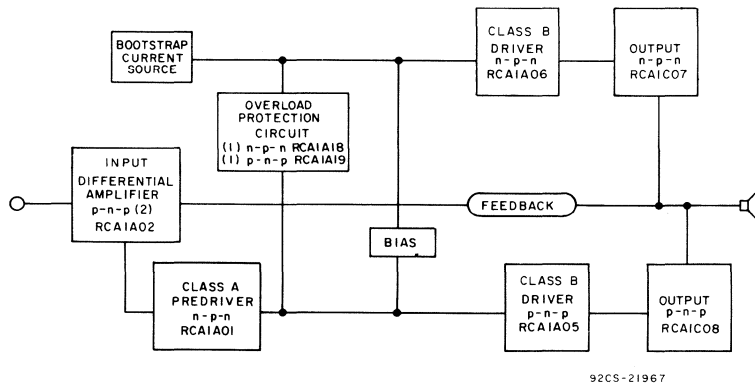 BOOTSTRAP
CURRENT
SOURCE
CLASS B
DRIVER
n-p-n
RCA1A06
OUTPUT
n-p-n
RCA1C07
OVERLOAD
PROTECTION
CIRCUIT
(1) n-p-n RCA1A18
(1) p-n-p RCA1A19
INPUT
DIFFERENTIAL
AMPLIFIER
p-n-p (2)
RCA1A02
FEEDBACK
BIAS
CLASS A
PREDRIVER
n-p-n
RCA1A01
CLASS B
DRIVER
p-n-p
RCA1A05
OUTPUT
p-n-p
RCA1C08
92CS-21967